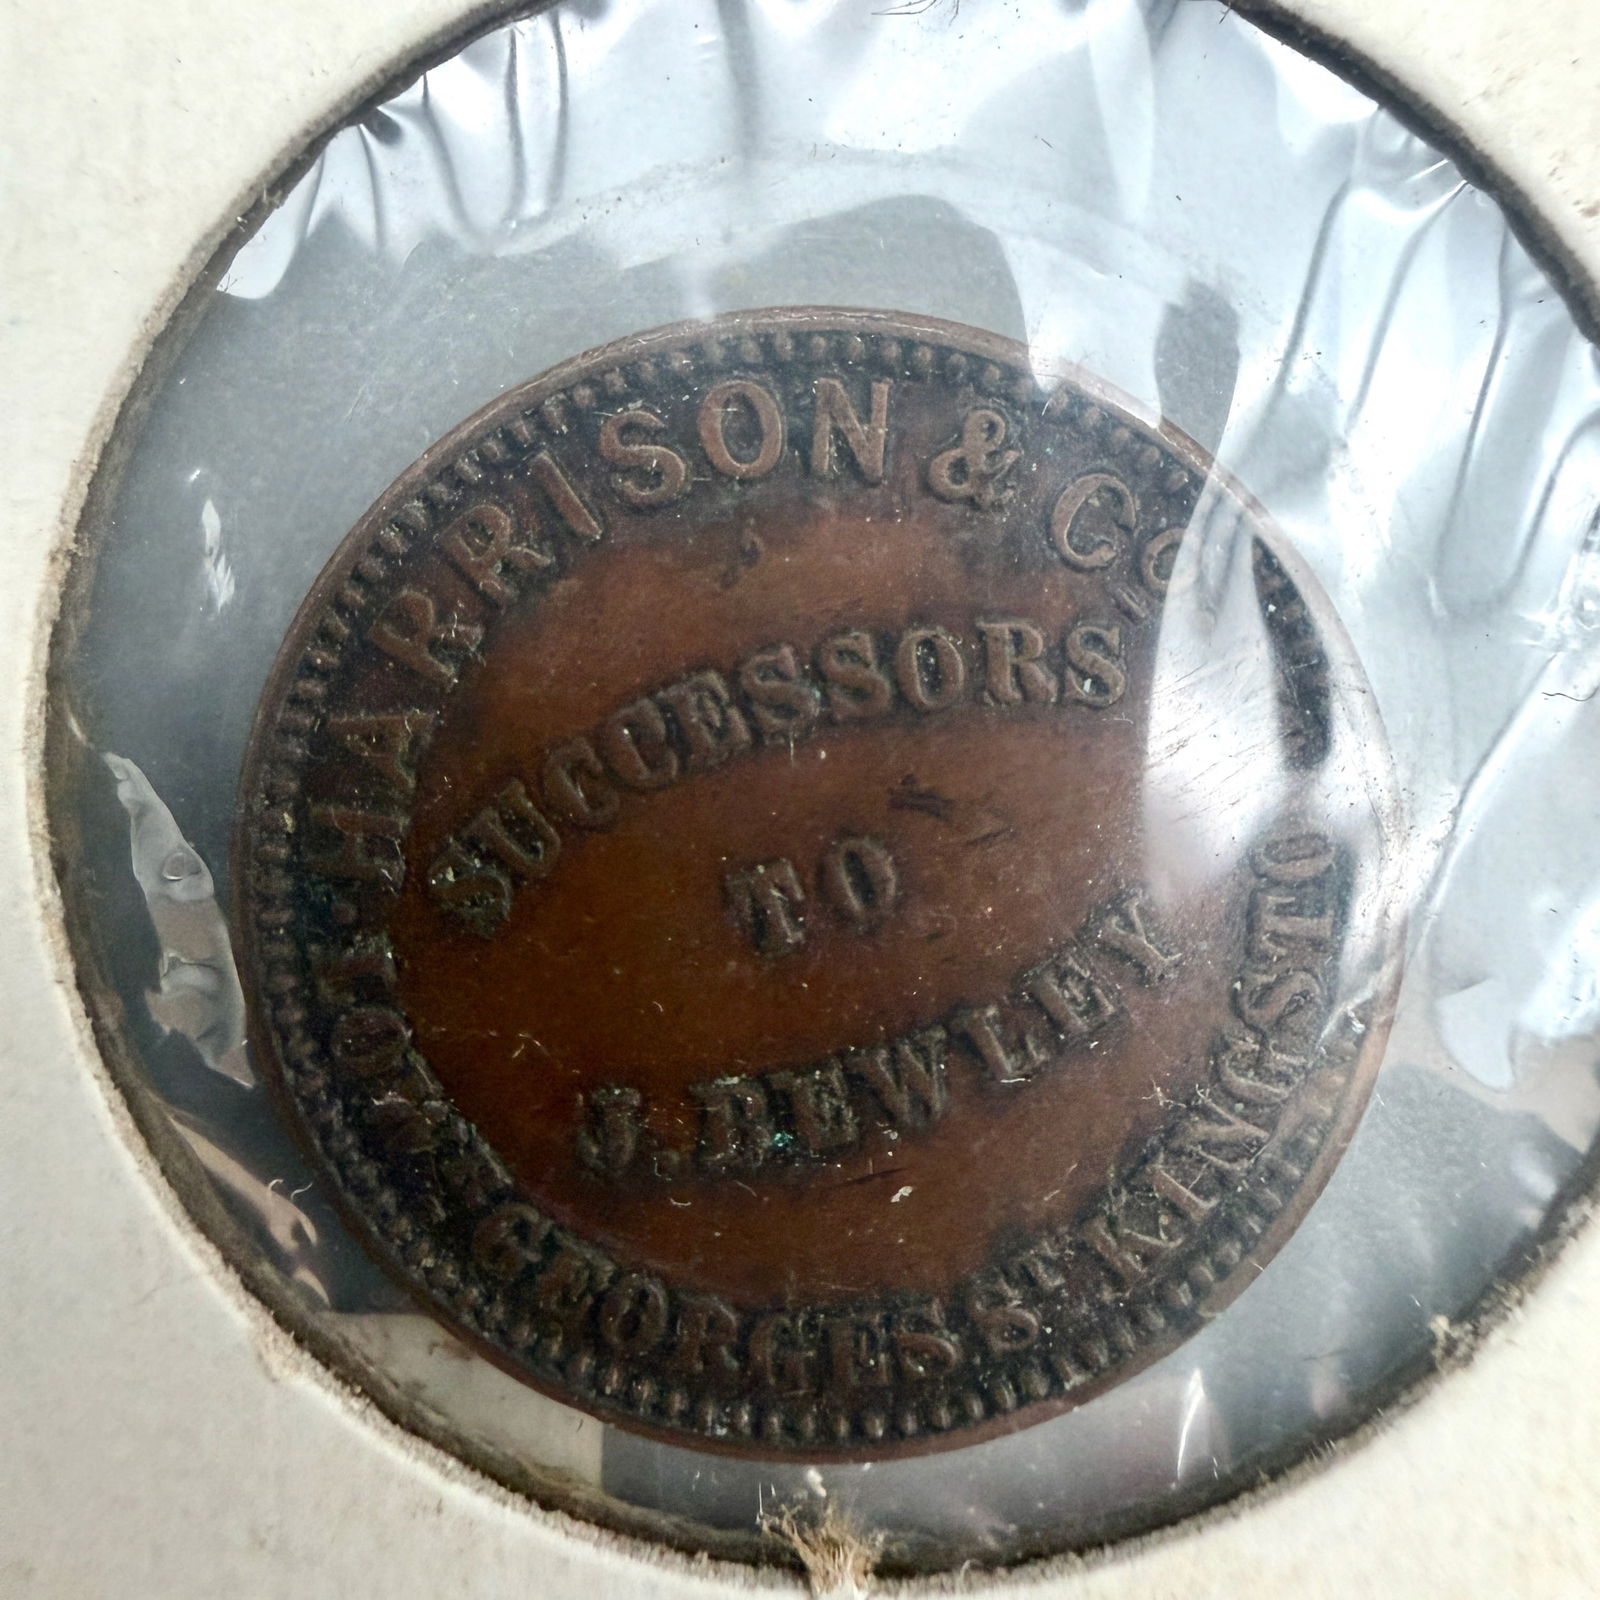 HARRISON & Co
SUCCESSORS
TO
J. BEWLEY
GEORGES ST KINGSTO